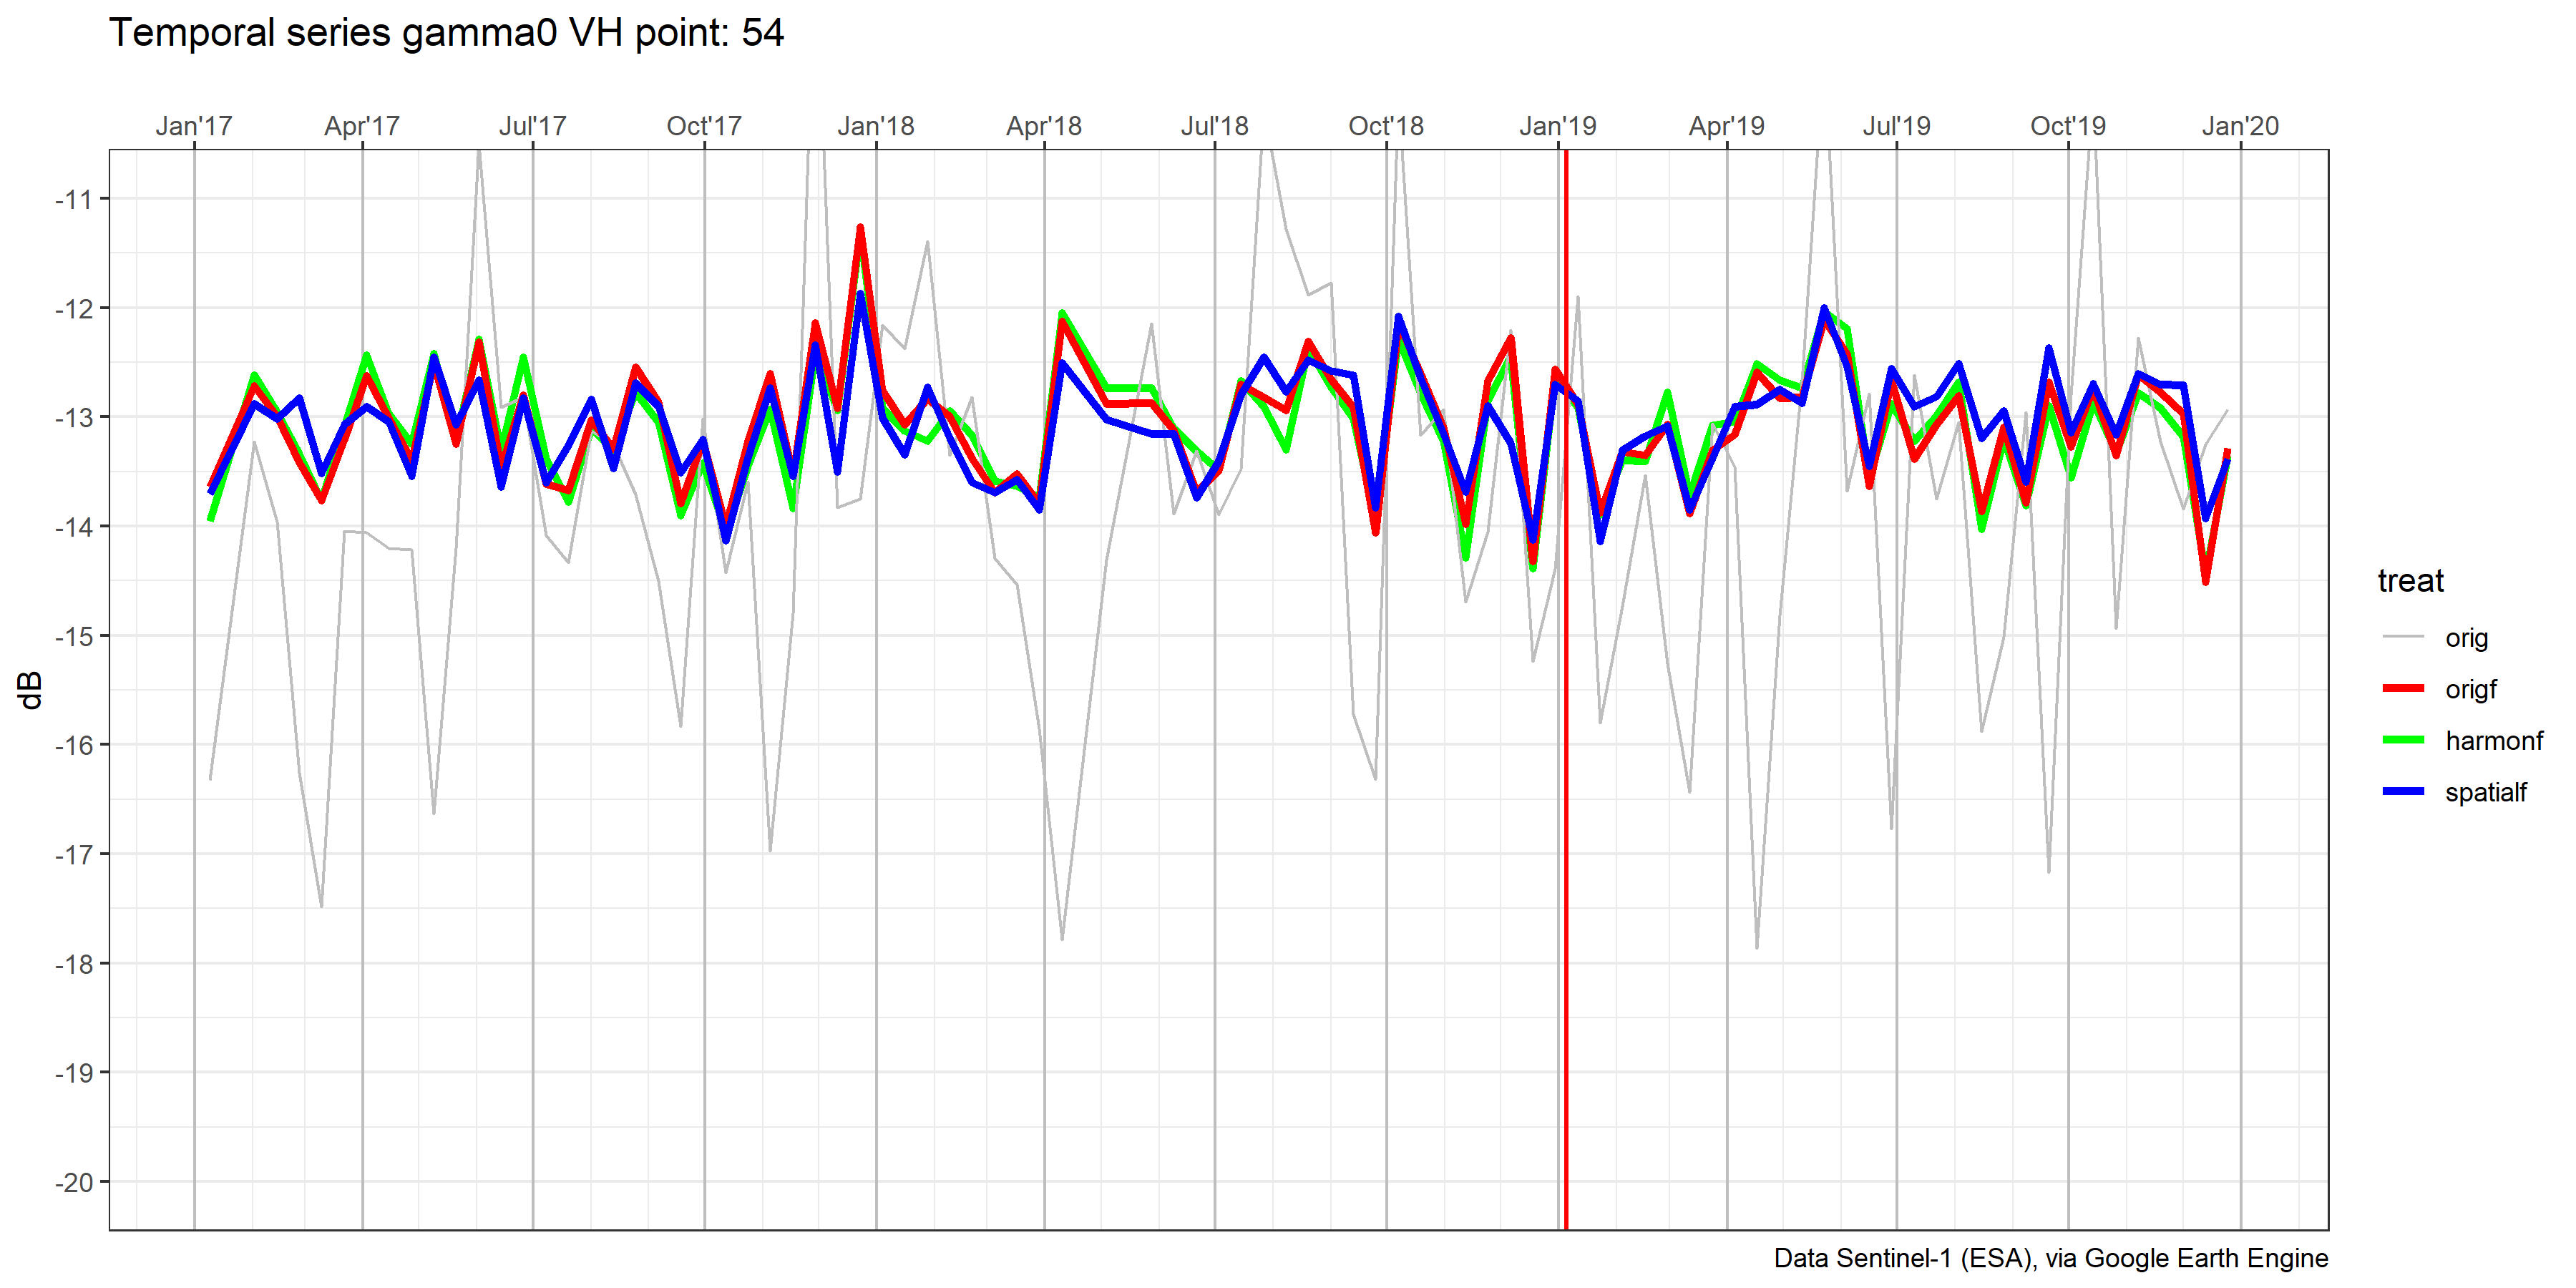 Temporal series gamma0 VH point: 54
Jan'17 Apr'17 Jul'17 Oct'17 Jan'18 Apr'18 Jul'18 Oct'18 Jan'19 Apr'19 Jul'19 Oct'19 Jan'20
-11
-12
-13
-14
-15
-16
-17
-18
-19
-20
dB
treat
orig
origf
harmonf
spatialf
Data Sentinel-1 (ESA), via Google Earth Engine